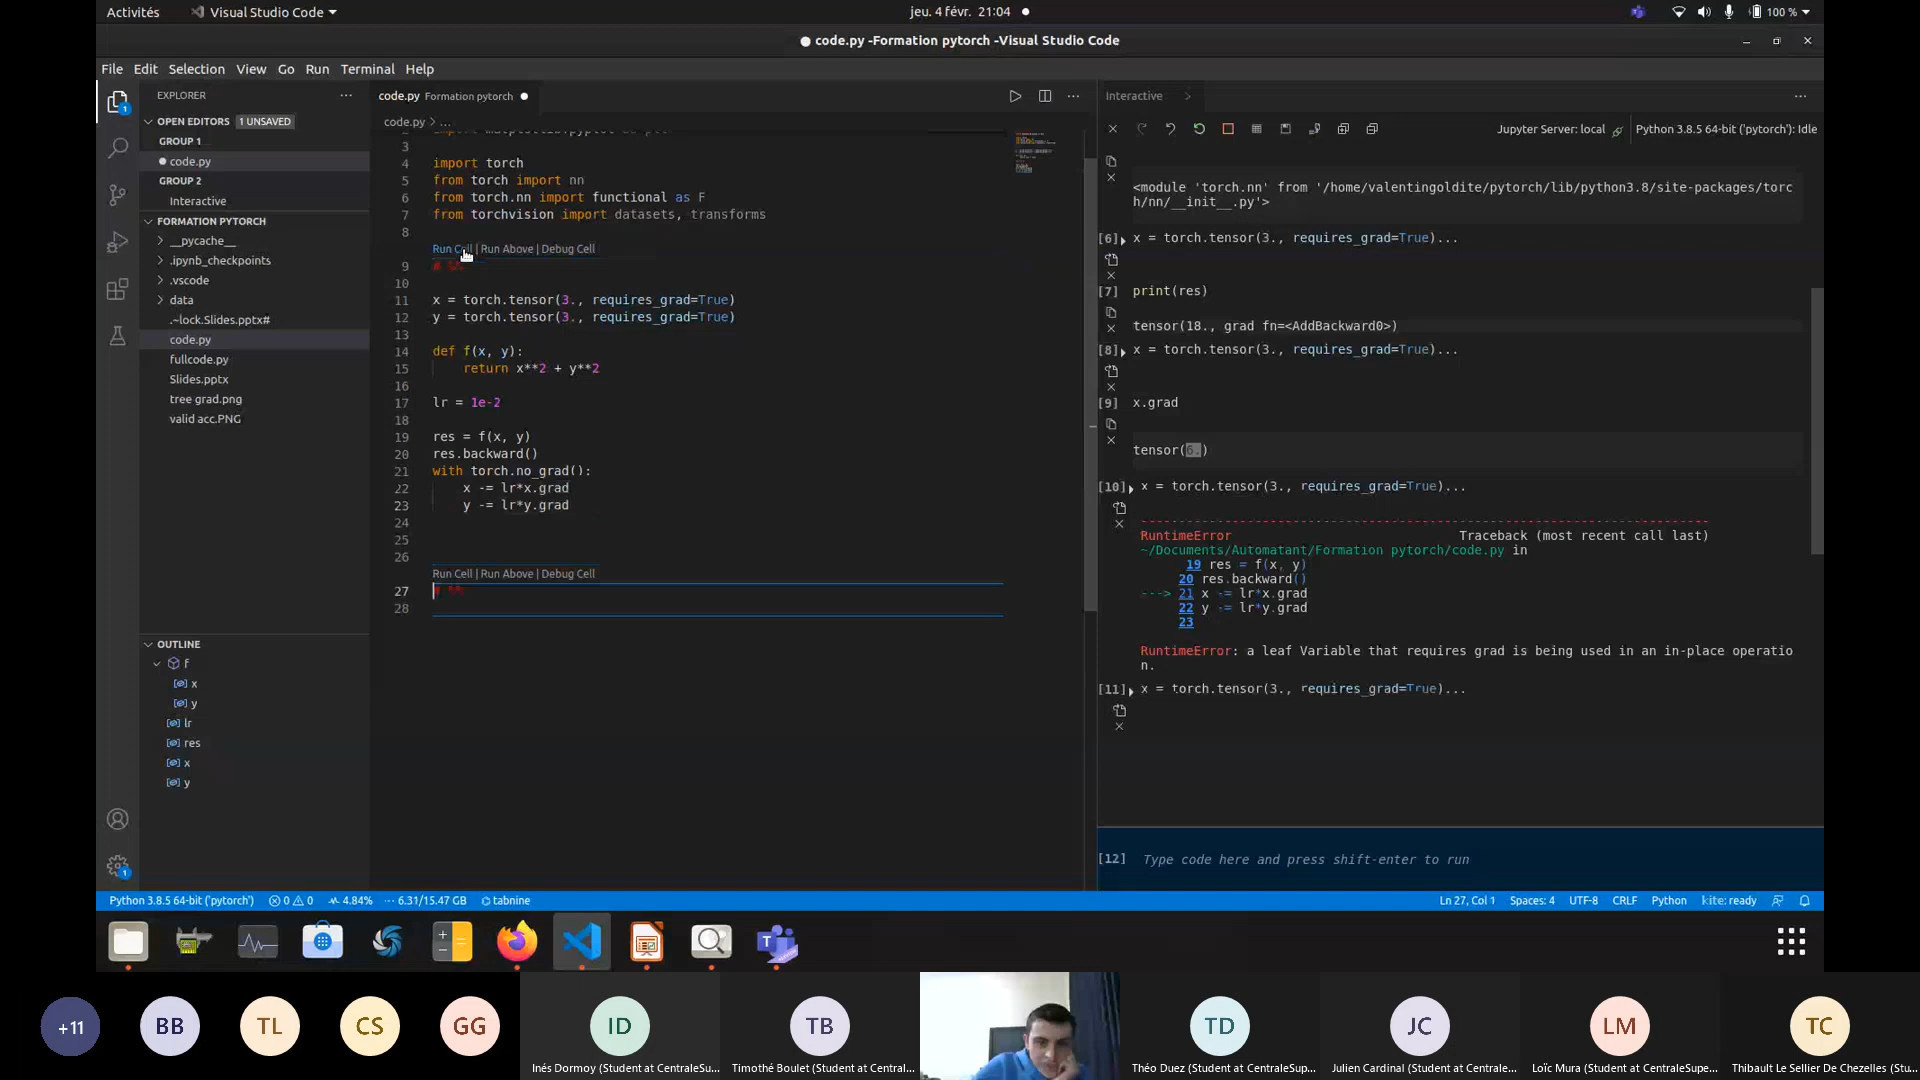 Activités
Visual Studio Code
jeu. 4 févr. 21:04
100 %
code.py -Formation pytorch -Visual Studio Code
File Edit Selection View Go Run Terminal Help
EXPLORER
OPEN EDITORS 1 UNSAVED
GROUP 1
code.py
GROUP 2
Interactive
FORMATION PYTORCH
__pycache__
.ipynb_checkpoints
.vscode
data
.~lock.Slides.pptx#
code.py
fullcode.py
Slides.pptx
tree grad.png
valid acc.PNG
OUTLINE
f
x
y
lr
res
x
y
code.py Formation pytorch
code.py > ...
3
4 import torch
5 from torch import nn
6 from torch.nn import functional as F
7 from torchvision import datasets, transforms
8
Run Cell | Run Above | Debug Cell
9 # %%
10
11 x = torch.tensor(3., requires_grad=True)
12 y = torch.tensor(3., requires_grad=True)
13
14 def f(x, y):
15 return x**2 + y**2
16
17 lr = 1e-2
18
19 res = f(x, y)
20 res.backward()
21 with torch.no_grad():
22 x -= lr*x.grad
23 y -= lr*y.grad
24
25
26
Run Cell | Run Above | Debug Cell
27
28
Interactive
Jupyter Server: local
Python 3.8.5 64-bit ('pytorch'): Idle
<module 'torch.nn' from '/home/valentingoldite/pytorch/lib/python3.8/site-packages/torc
h/nn/__init__.py'>
[6] x = torch.tensor(3., requires_grad=True)...
[7] print(res)
tensor(18., grad_fn=<AddBackward0>)
[8] x = torch.tensor(3., requires_grad=True)...
[9] x.grad
tensor(6.)
[10] x = torch.tensor(3., requires_grad=True)...
RuntimeError Traceback (most recent call last)
~/Documents/Automatant/Formation pytorch/code.py in
19 res = f(x, y)
20 res.backward()
---> 21 x -= lr*x.grad
22 y -= lr*y.grad
23
RuntimeError: a leaf Variable that requires grad is being used in an in-place operatio
n.
[11] x = torch.tensor(3., requires_grad=True)...
[12] Type code here and press shift-enter to run
Python 3.8.5 64-bit ('pytorch') 0 0 4.84% 6.31/15.47 GB tabnine
Ln 27, Col 1 Spaces: 4 UTF-8 CRLF Python kite: ready
+11
BB
TL
CS
GG
ID
TB
TD
JC
LM
TC
Inés Dormoy (Student at CentraleSu...
Timothé Boulet (Student at Central...
Théo Duez (Student at CentraleSup...
Julien Cardinal (Student at Centrale...
Loïc Mura (Student at CentraleSupe...
Thibault Le Sellier De Chezelles (Stu...